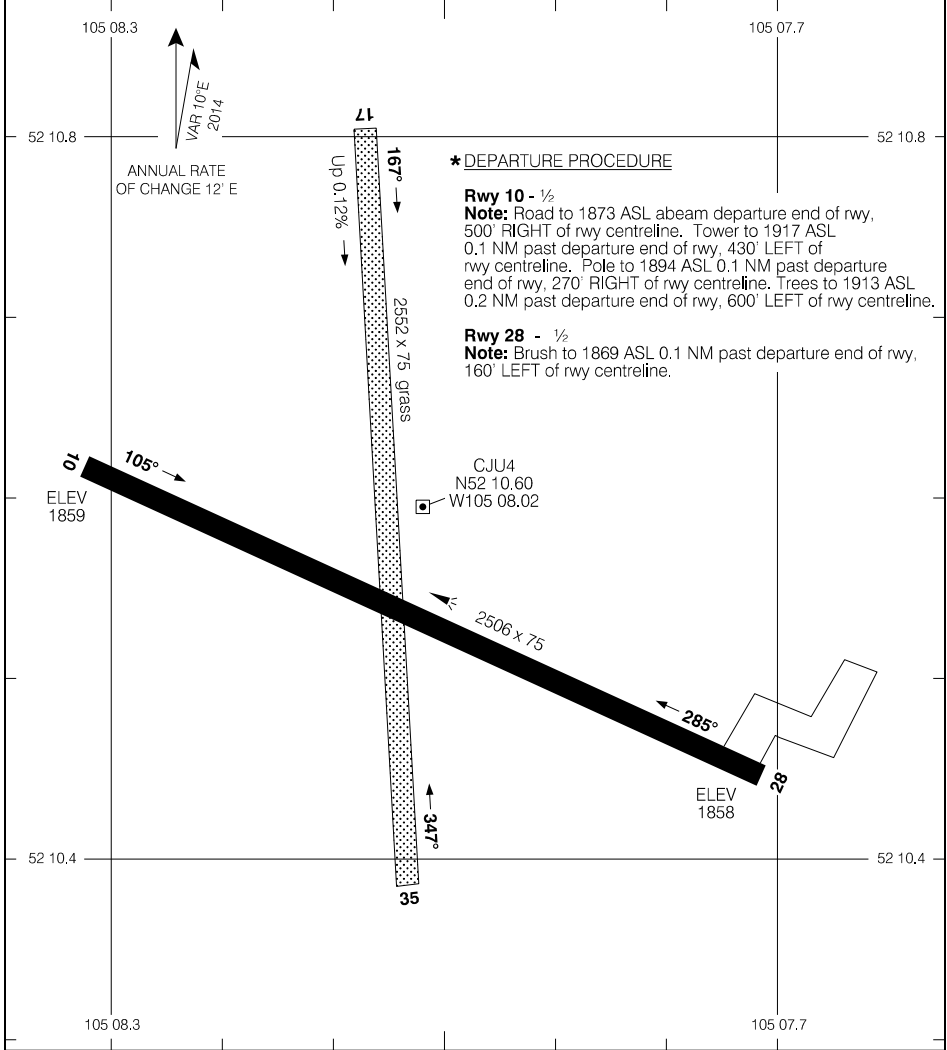 105 08.3
105 07.7
VAR 10°E
2014
ANNUAL RATE
OF CHANGE 12' E
52 10.8
52 10.8
17
167°
Up 0.12%
2552 x 75 grass
* DEPARTURE PROCEDURE
Rwy 10 - ½
Note: Road to 1873 ASL abeam departure end of rwy,
500' RIGHT of rwy centreline. Tower to 1917 ASL
0.1 NM past departure end of rwy, 430' LEFT of
rwy centreline. Pole to 1894 ASL 0.1 NM past departure
end of rwy, 270' RIGHT of rwy centreline. Trees to 1913 ASL
0.2 NM past departure end of rwy, 600' LEFT of rwy centreline.
Rwy 28 - ½
Note: Brush to 1869 ASL 0.1 NM past departure end of rwy,
160' LEFT of rwy centreline.
10
105°
ELEV
1859
CJU4
N52 10.60
W105 08.02
2506 x 75
285°
28
ELEV
1858
347°
35
52 10.4
52 10.4
105 08.3
105 07.7